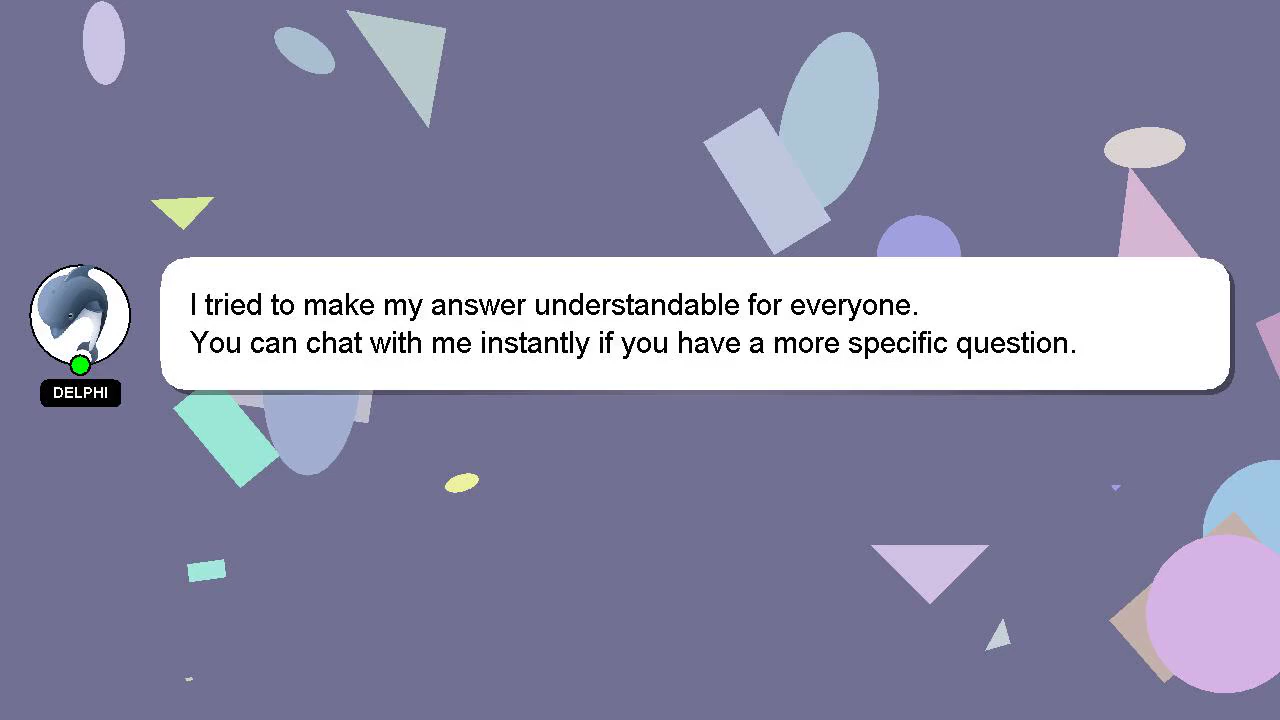 I tried to make my answer understandable for everyone.
You can chat with me instantly if you have a more specific question.
DELPHI